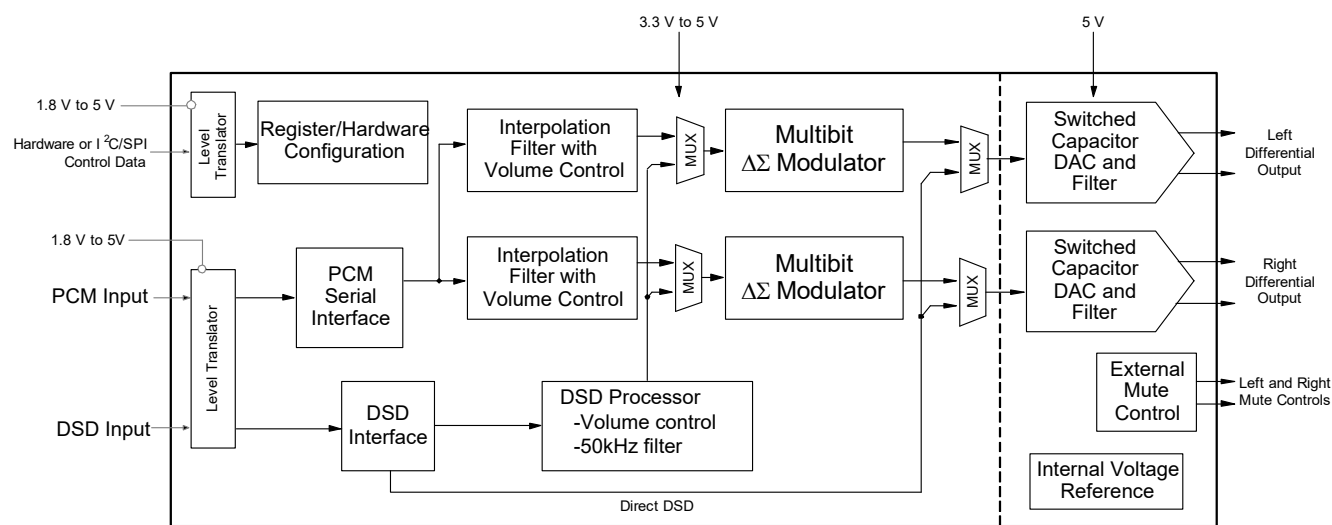 3.3 V to 5 V
5 V
1.8 V to 5 V
Hardware or I²C/SPI
Control Data
Level
Translator
Register/Hardware
Configuration
Interpolation
Filter with
Volume Control
MUX
Multibit
ΔΣ Modulator
MUX
Switched
Capacitor
DAC and
Filter
Left
Differential
Output
1.8 V to 5V
PCM Input
Level Translator
PCM
Serial
Interface
Interpolation
Filter with
Volume Control
MUX
Multibit
ΔΣ Modulator
MUX
Switched
Capacitor
DAC and
Filter
Right
Differential
Output
DSD Input
DSD
Interface
DSD Processor
-Volume control
-50kHz filter
External
Mute
Control
Left and Right
Mute Controls
Internal Voltage
Reference
Direct DSD